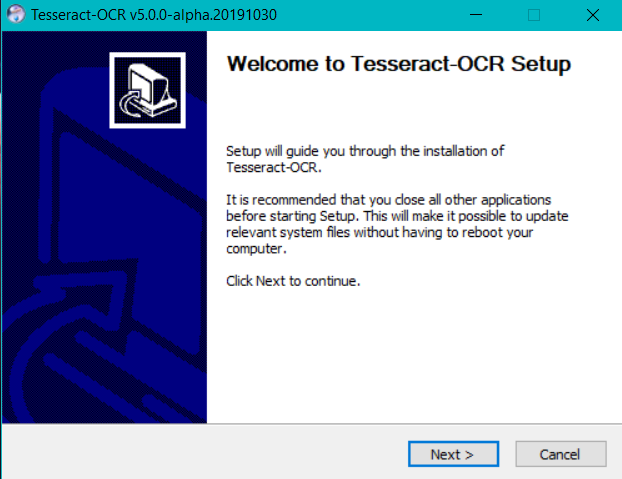 Tesseract-OCR v5.0.0-alpha.20191030
Welcome to Tesseract-OCR Setup
Setup will guide you through the installation of
Tesseract-OCR.
It is recommended that you close all other applications
before starting Setup. This will make it possible to update
relevant system files without having to reboot your
computer.
Click Next to continue.
Next >
Cancel